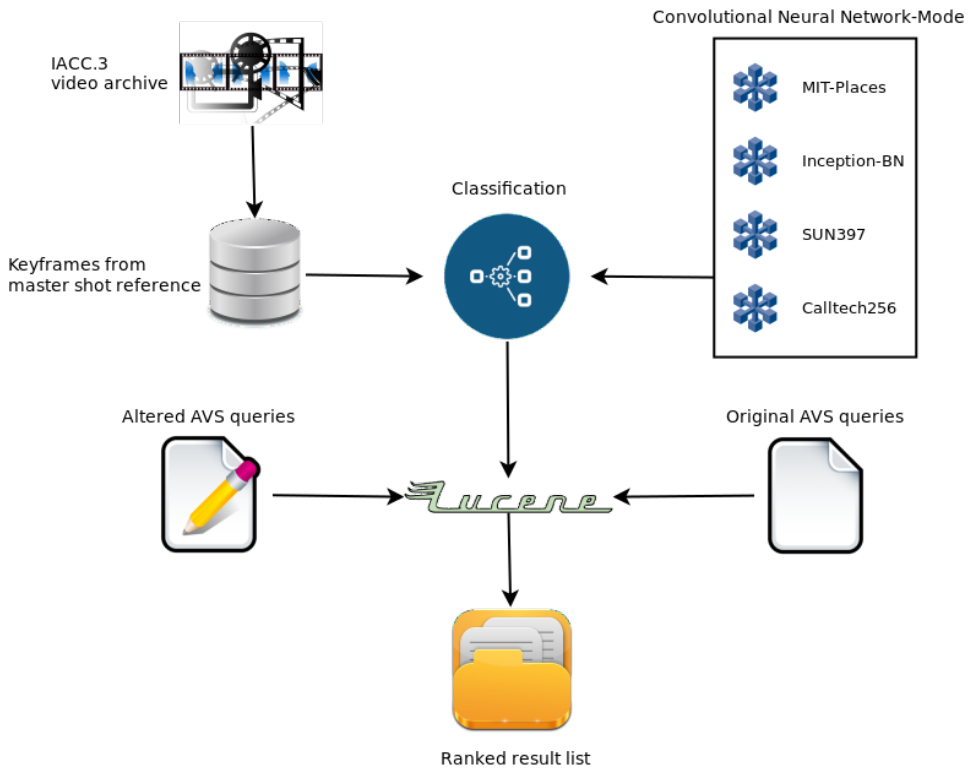 Convolutional Neural Network-Mode
IACC.3
video archive
MIT-Places
Inception-BN
SUN397
Calltech256
Classification
Keyframes from
master shot reference
Altered AVS queries
Original AVS queries
Lucene
Ranked result list